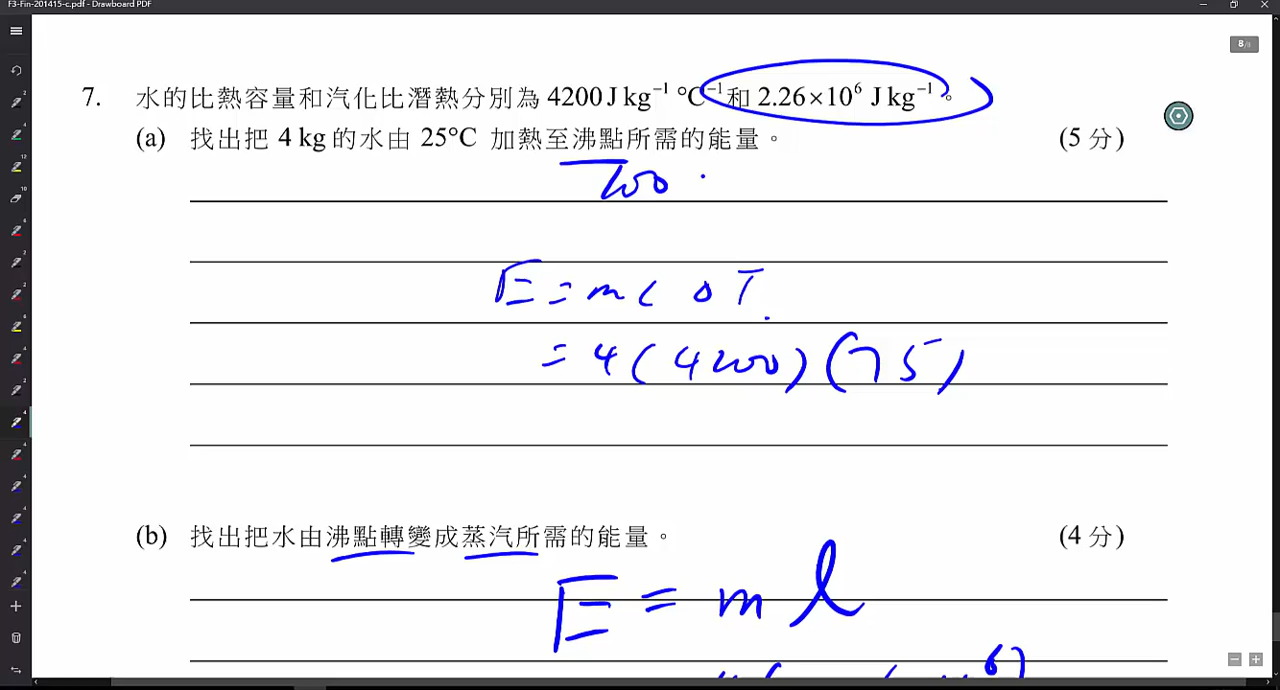 F3-Fin-201415-c.pdf - Drawboard PDF
8/8
7. 水的比熱容量和汽化比潛熱分別為 4200 J kg⁻¹ °C⁻¹ 和 2.26×10⁶ J kg⁻¹。
(a) 找出把 4 kg 的水由 25°C 加熱至沸點所需的能量。 (5 分)
100
E = mc ΔT
= 4 (4200) (75)
(b) 找出把水由沸點轉變成蒸汽所需的能量。 (4 分)
E = m l